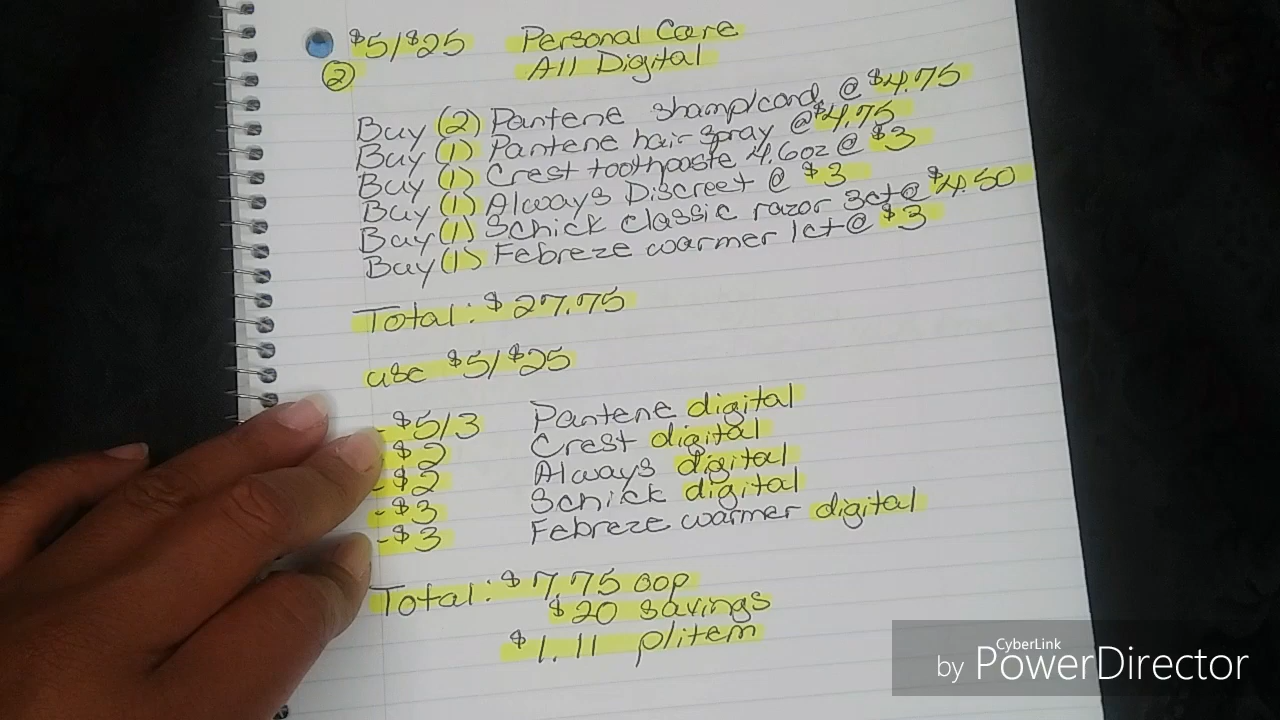 $5/$25 Personal Care
② All Digital
Buy (2) Pantene shamp/cond @ $4.75
Buy (1) Pantene hair spray @ $4.75
Buy (1) Crest toothpaste 4.6oz @ $3
Buy (1) Always Discreet @ $3
Buy (1) Schick classic razor 3ct @ $4.50
Buy (1) Febreze warmer 1ct @ $3
Total: $27.75
use $5/$25
-$5/3 Pantene digital
-$2 Crest digital
-$2 Always digital
-$3 Schick digital
-$3 Febreze warmer digital
Total: $7.75 oop
$20 savings
$1.11 p/item
CyberLink
by PowerDirector